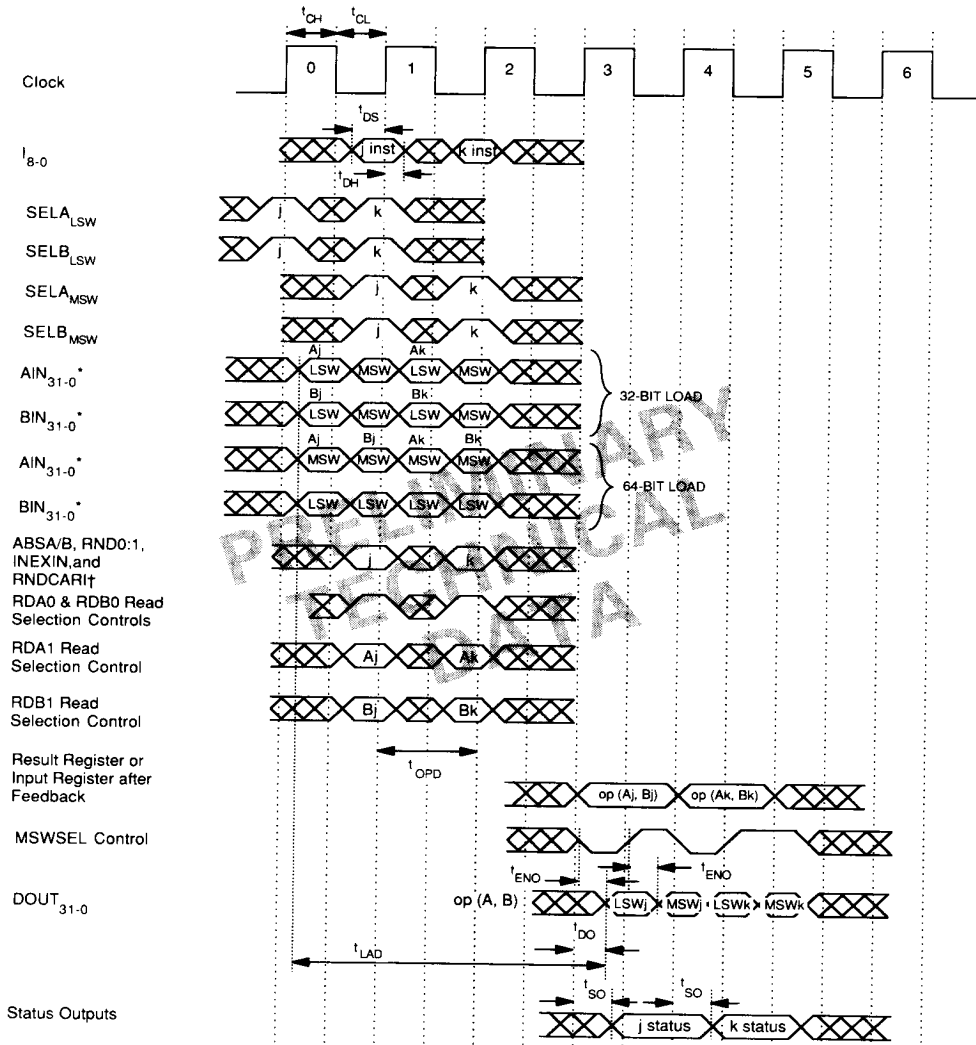 tCH tCL
Clock 0 1 2 3 4 5 6
tDS
I8-0 j inst k inst
tDH
SELALSW j k
SELBLSW j k
SELAMSW j k
SELBMSW j k
Aj Ak
AIN31-0* LSW MSW LSW MSW
32-BIT LOAD
Bj Bk
BIN31-0* LSW MSW LSW MSW
Aj Bj Ak Bk
AIN31-0* MSW MSW MSW MSW
64-BIT LOAD
BIN31-0* LSW LSW LSW LSW
PRELIMINARY
TECHNICAL
DATA
ABSA/B, RND0:1,
INEXIN,and
RNDCARI† j k
RDA0 & RDB0 Read
Selection Controls
RDA1 Read
Selection Control Aj Ak
RDB1 Read
Selection Control Bj Bk
tOPD
Result Register or
Input Register after
Feedback op (Aj, Bj) op (Ak, Bk)
MSWSEL Control
tENO tENO
DOUT31-0 op (A, B) LSWj MSWj LSWk MSWk
tDO
tLAD
tSO tSO
Status Outputs j status k status